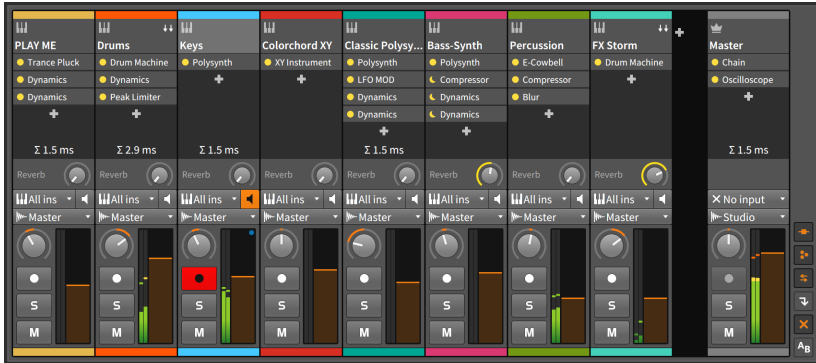 PLAY ME
Trance Pluck
Dynamics
Dynamics
Σ 1.5 ms
Reverb
All ins
Master
S
M
Drums
Drum Machine
Dynamics
Peak Limiter
Σ 2.9 ms
Reverb
All ins
Master
S
M
Keys
Polysynth
Σ 1.5 ms
Reverb
All ins
Master
S
M
Colorchord XY
XY Instrument
Reverb
All ins
Master
S
M
Classic Polysy...
Polysynth
LFO MOD
Dynamics
Dynamics
Σ 1.5 ms
Reverb
All ins
Master
S
M
Bass-Synth
Polysynth
Compressor
Dynamics
Dynamics
Reverb
All ins
Master
S
M
Percussion
E-Cowbell
Compressor
Blur
Reverb
All ins
Master
S
M
FX Storm
Drum Machine
Reverb
All ins
Master
S
M
Master
Chain
Oscilloscope
Σ 1.5 ms
No input
Studio
S
M
AB